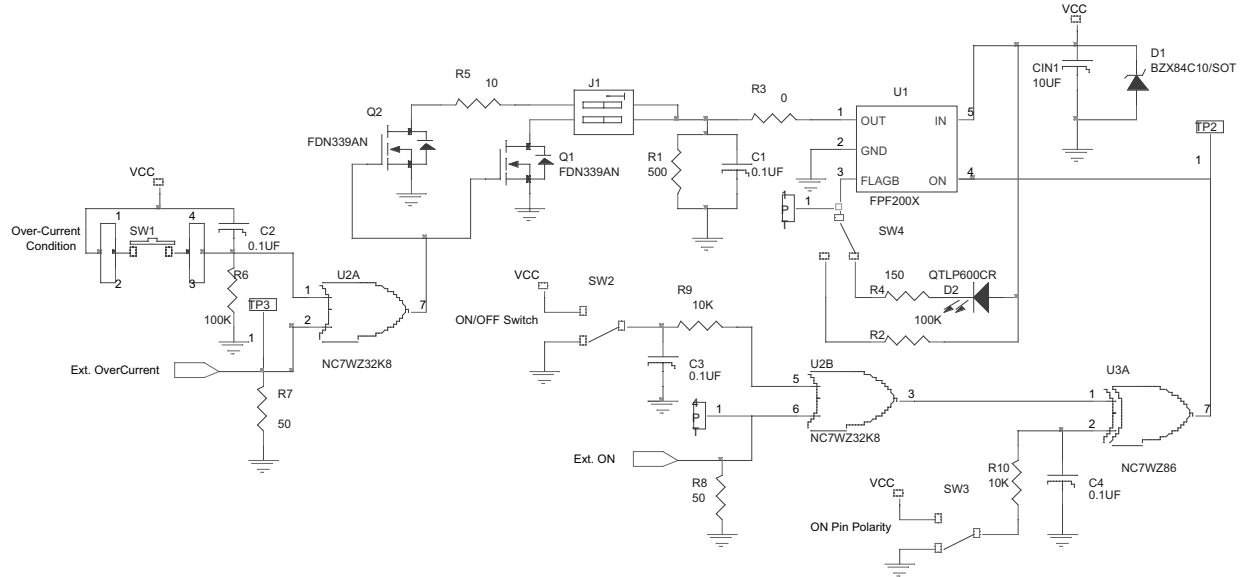 VCC
D1
BZX84C10/SOT
CIN1
10UF
R5
10
J1
R3
0
U1
Q2
FDN339AN
1
OUT
IN
5
TP2
2
GND
Q1
FDN339AN
R1
500
C1
0.1UF
3
FLAGB
ON
4
1
FPF200X
VCC
1
1
P
T
1
SW4
1
4
SW1
C2
0.1UF
Over-Current
Condition
2
3
R6
100K
U2A
VCC
SW2
150
QTLP600CR
R4
D2
TP3
1
1
2
7
R9
10K
ON/OFF Switch
100K
R2
NC7WZ32K8
Ext. OverCurrent
C3
0.1UF
U2B
U3A
R7
50
5
6
3
1
2
7
4
P
T
1
NC7WZ32K8
Ext. ON
NC7WZ86
R8
50
R10
10K
C4
0.1UF
VCC
SW3
ON Pin Polarity